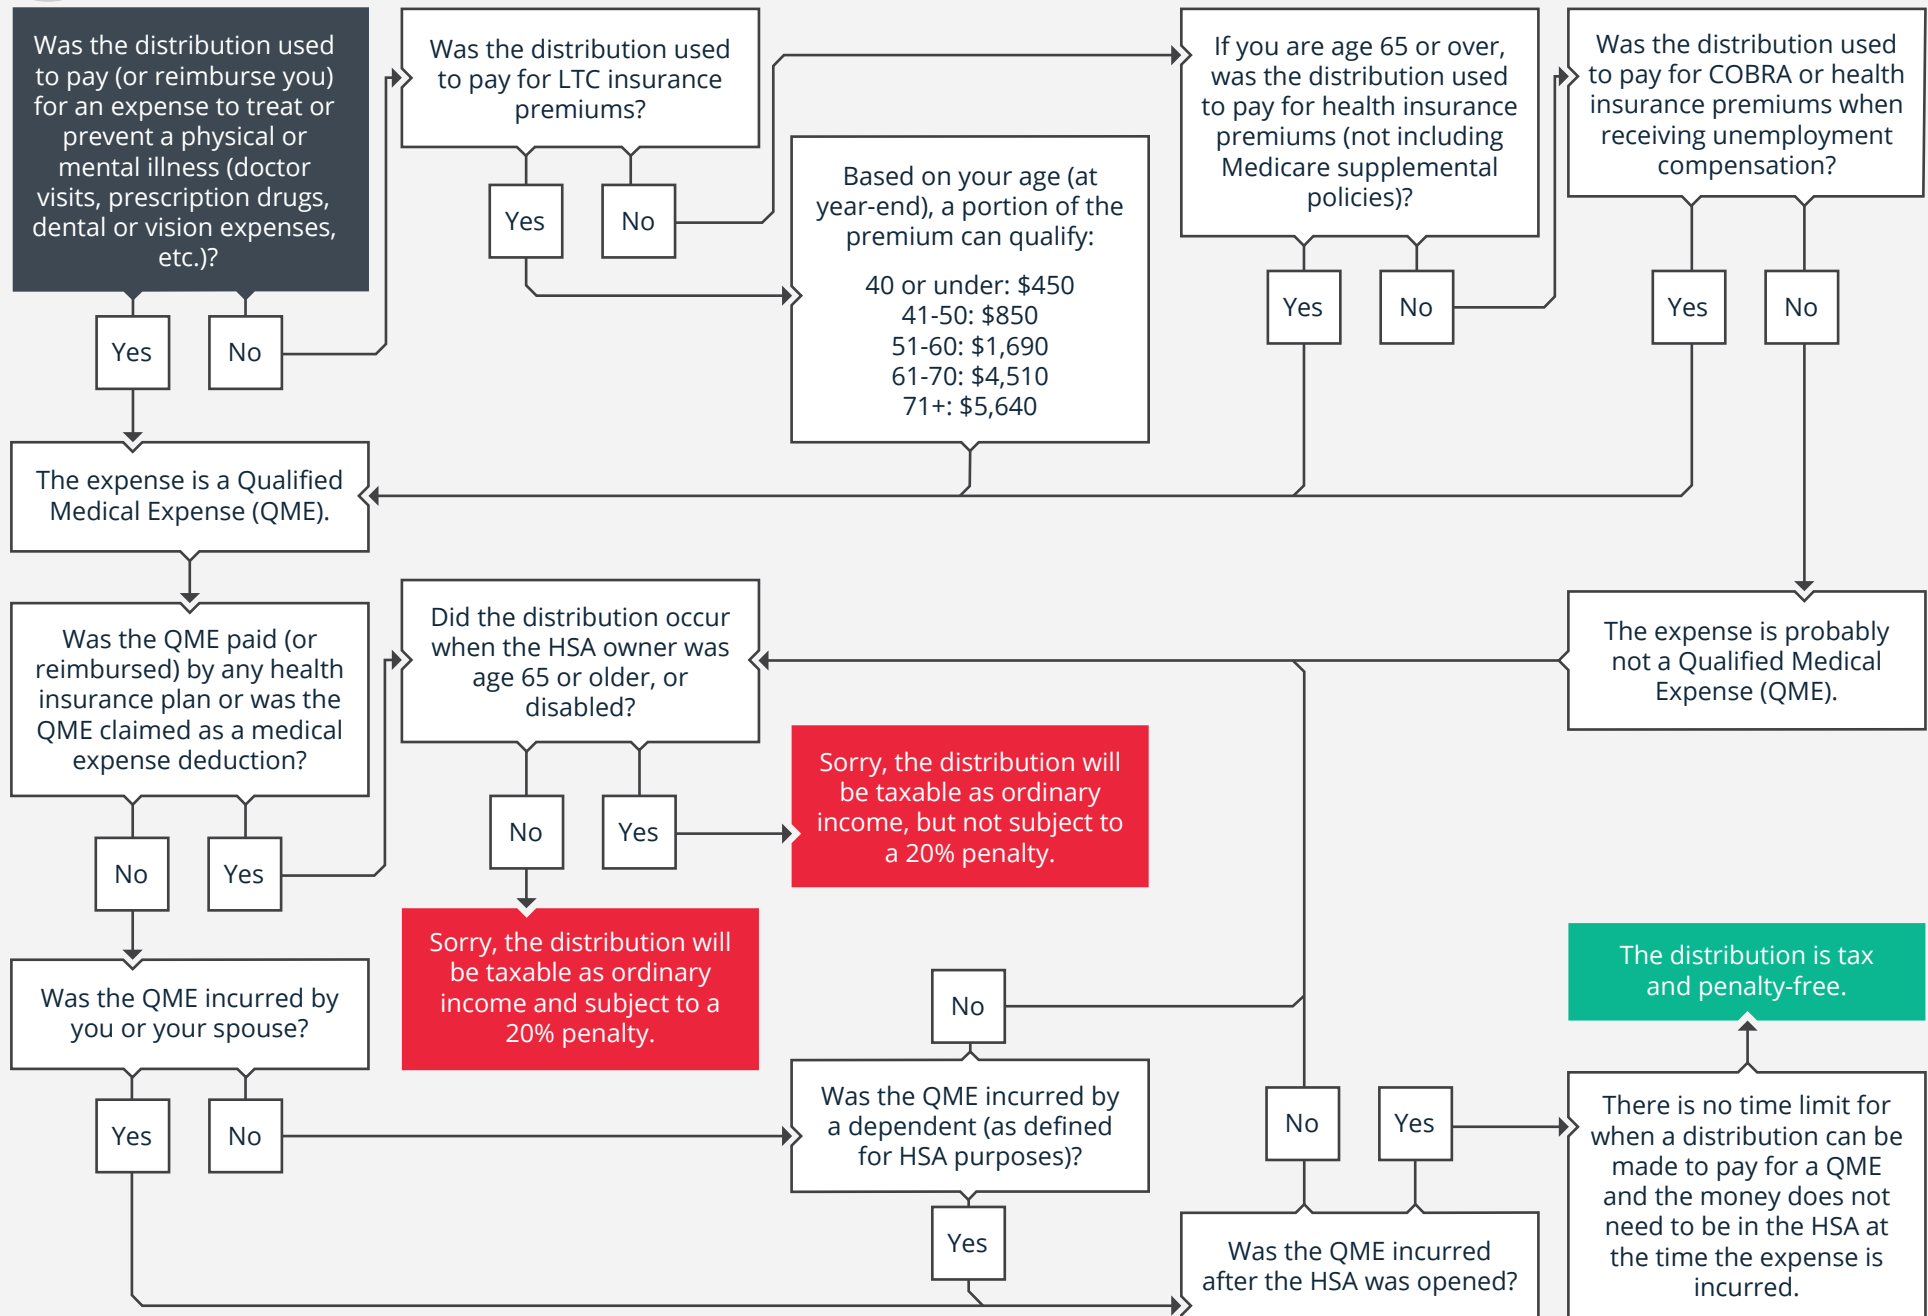 Was the distribution used
to pay (or reimburse you)
for an expense to treat or
prevent a physical or
mental illness (doctor
visits, prescription drugs,
dental or vision expenses,
etc.)?
Yes
No
Was the distribution used
to pay for LTC insurance
premiums?
Yes
No
Based on your age (at
year-end), a portion of the
premium can qualify:
40 or under: $450
41-50: $850
51-60: $1,690
61-70: $4,510
71+: $5,640
If you are age 65 or over,
was the distribution used
to pay for health insurance
premiums (not including
Medicare supplemental
policies)?
Yes
No
Was the distribution used
to pay for COBRA or health
insurance premiums when
receiving unemployment
compensation?
Yes
No
The expense is a Qualified
Medical Expense (QME).
Was the QME paid (or
reimbursed) by any health
insurance plan or was the
QME claimed as a medical
expense deduction?
No
Yes
Did the distribution occur
when the HSA owner was
age 65 or older, or
disabled?
No
Yes
Sorry, the distribution will
be taxable as ordinary
income, but not subject to
a 20% penalty.
Sorry, the distribution will
be taxable as ordinary
income and subject to a
20% penalty.
The expense is probably
not a Qualified Medical
Expense (QME).
Was the QME incurred by
you or your spouse?
Yes
No
No
Was the QME incurred by
a dependent (as defined
for HSA purposes)?
Yes
No
Yes
Was the QME incurred
after the HSA was opened?
The distribution is tax
and penalty-free.
There is no time limit for
when a distribution can be
made to pay for a QME
and the money does not
need to be in the HSA at
the time the expense is
incurred.